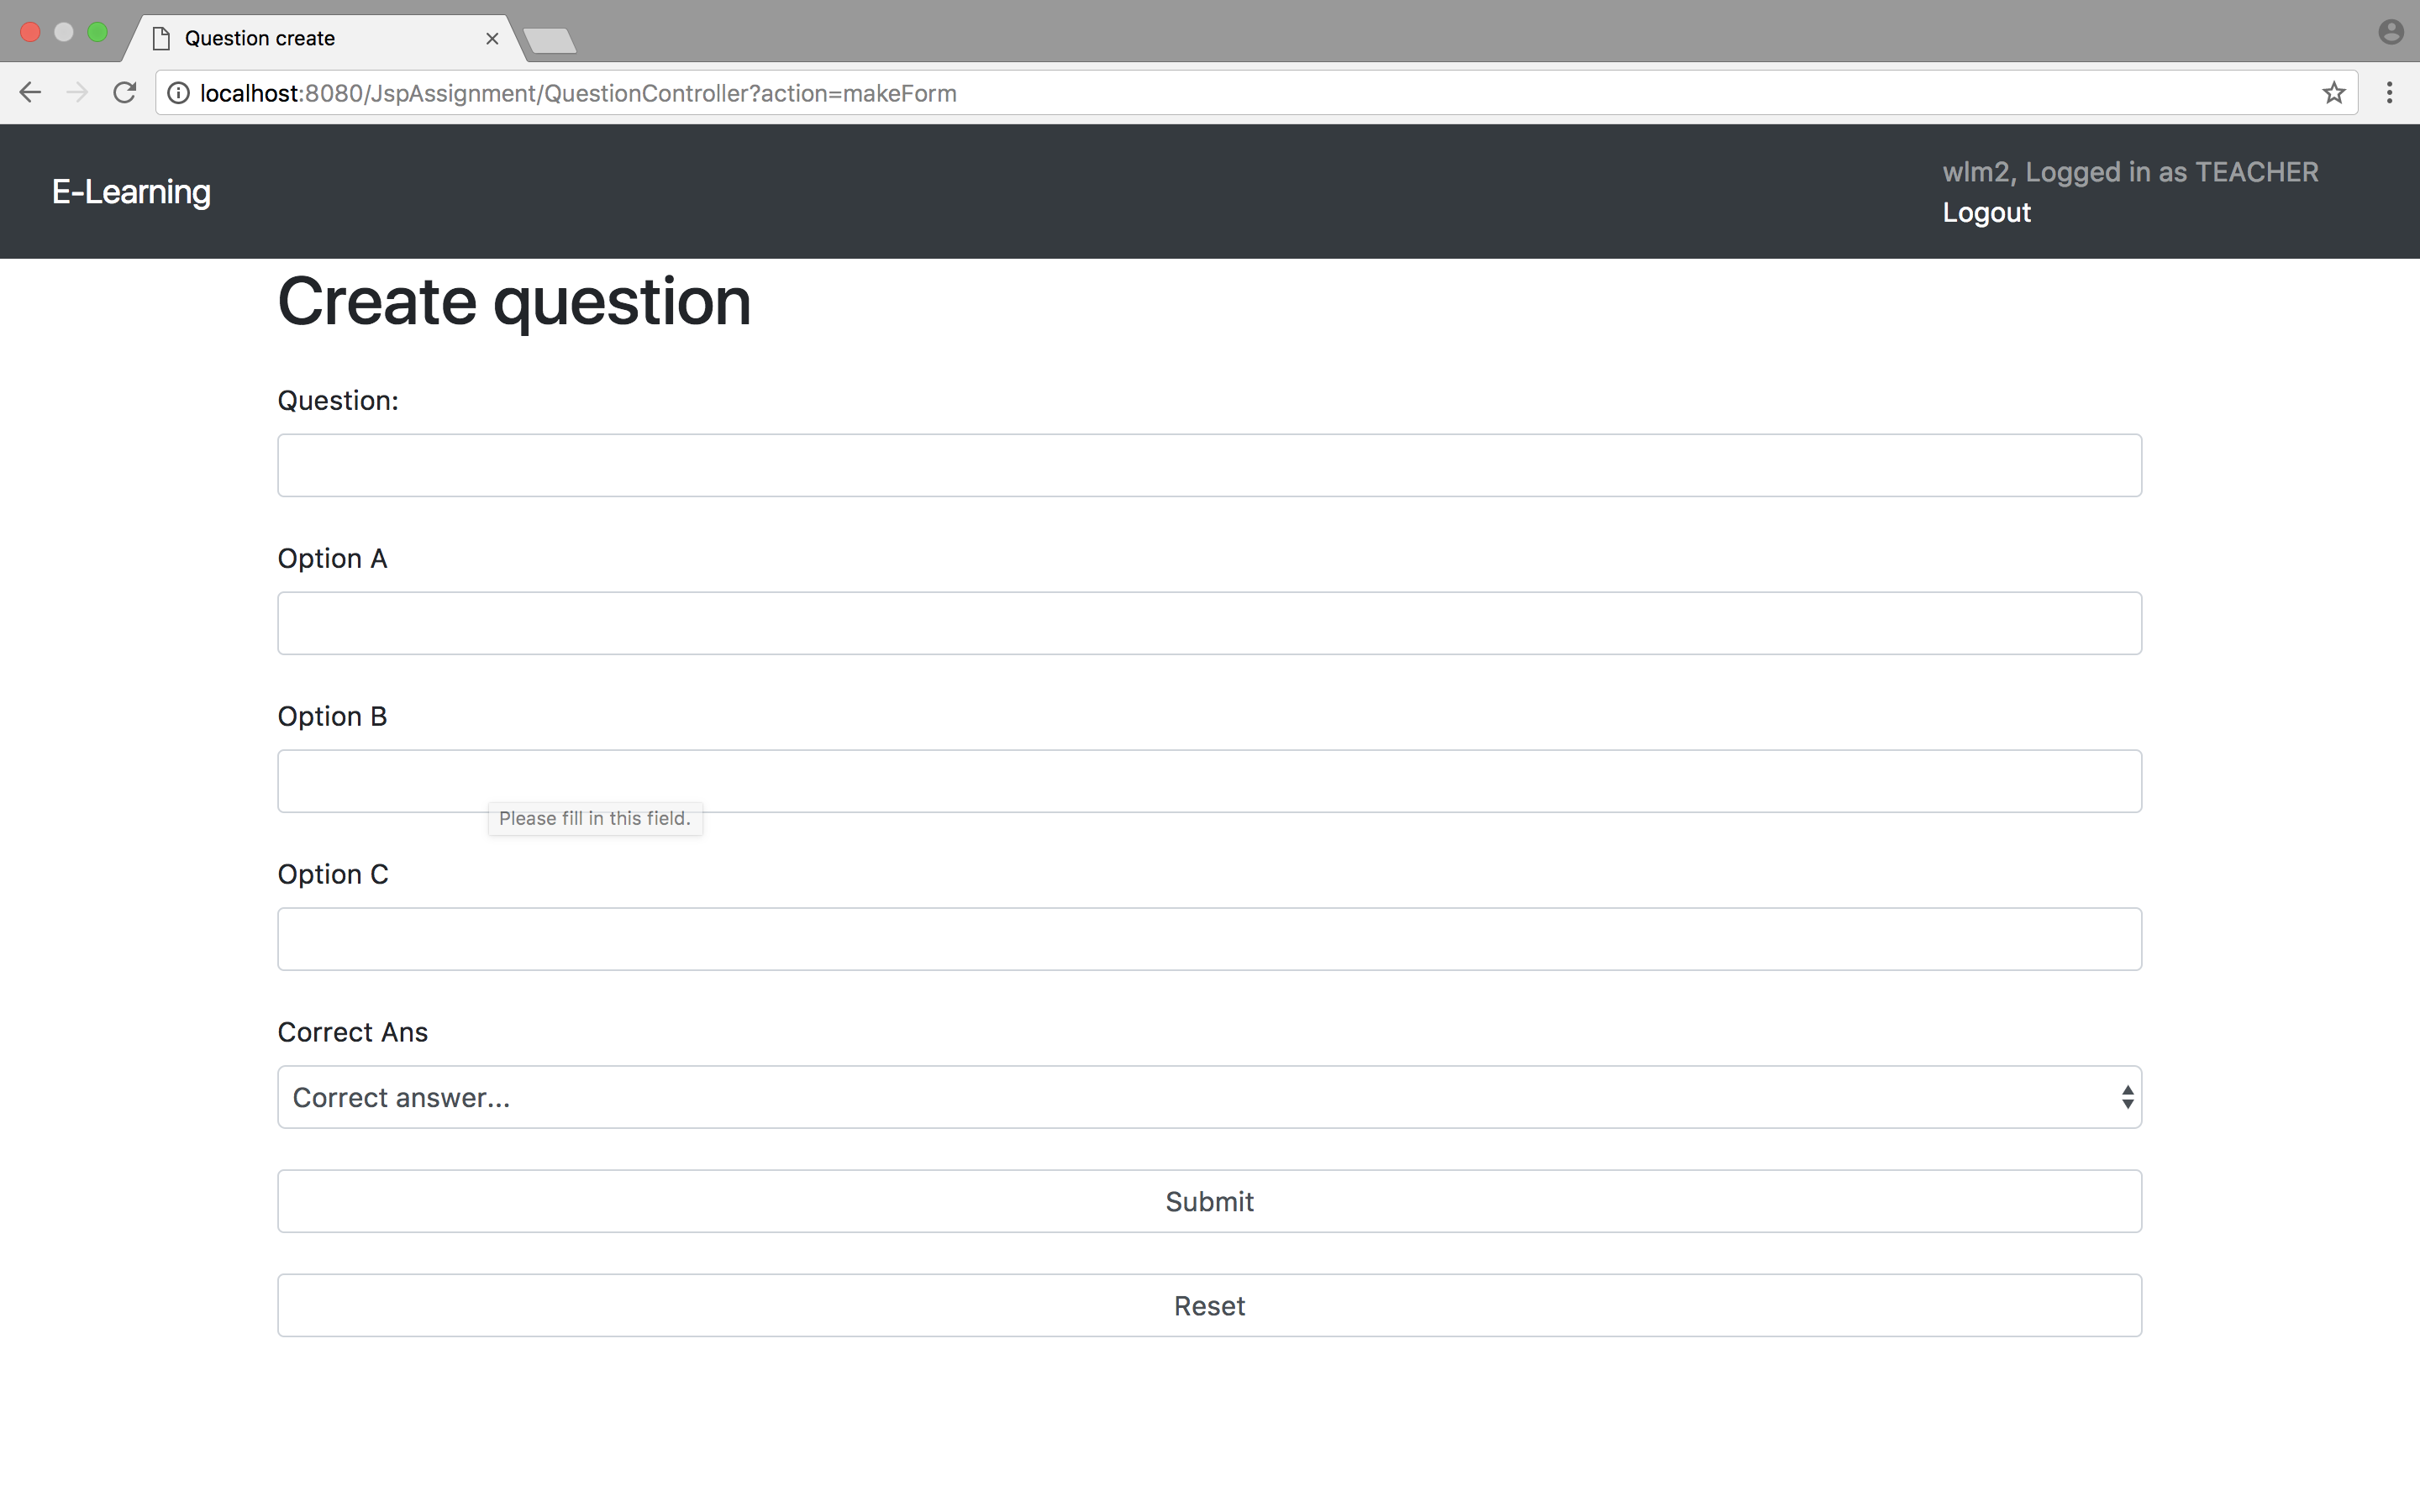 Question create
localhost:8080/JspAssignment/QuestionController?action=makeForm
E-Learning
wlm2, Logged in as TEACHER
Logout
Create question
Question:
Option A
Option B
Please fill in this field.
Option C
Correct Ans
Correct answer...
Submit
Reset